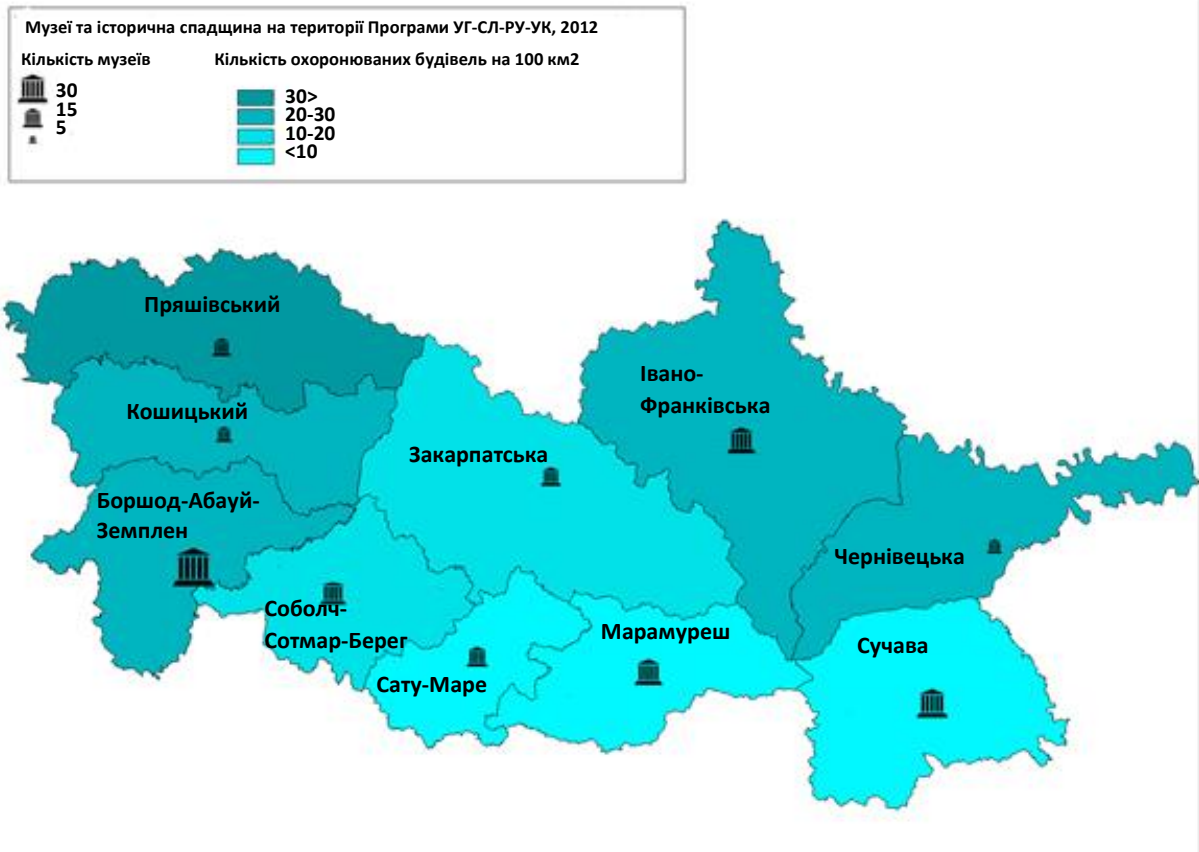 Музеї та історична спадщина на території Програми УГ-СЛ-РУ-УК, 2012
Кількість музеїв
30
15
5
Кількість охоронюваних будівель на 100 км2
30>
20-30
10-20
<10
Пряшівський
Івано-
Франківська
Кошицький
Закарпатська
Боршод-Абауй-
Земплен
Чернівецька
Соболч-
Сотмар-Берег
Марамуреш
Сучава
Сату-Маре